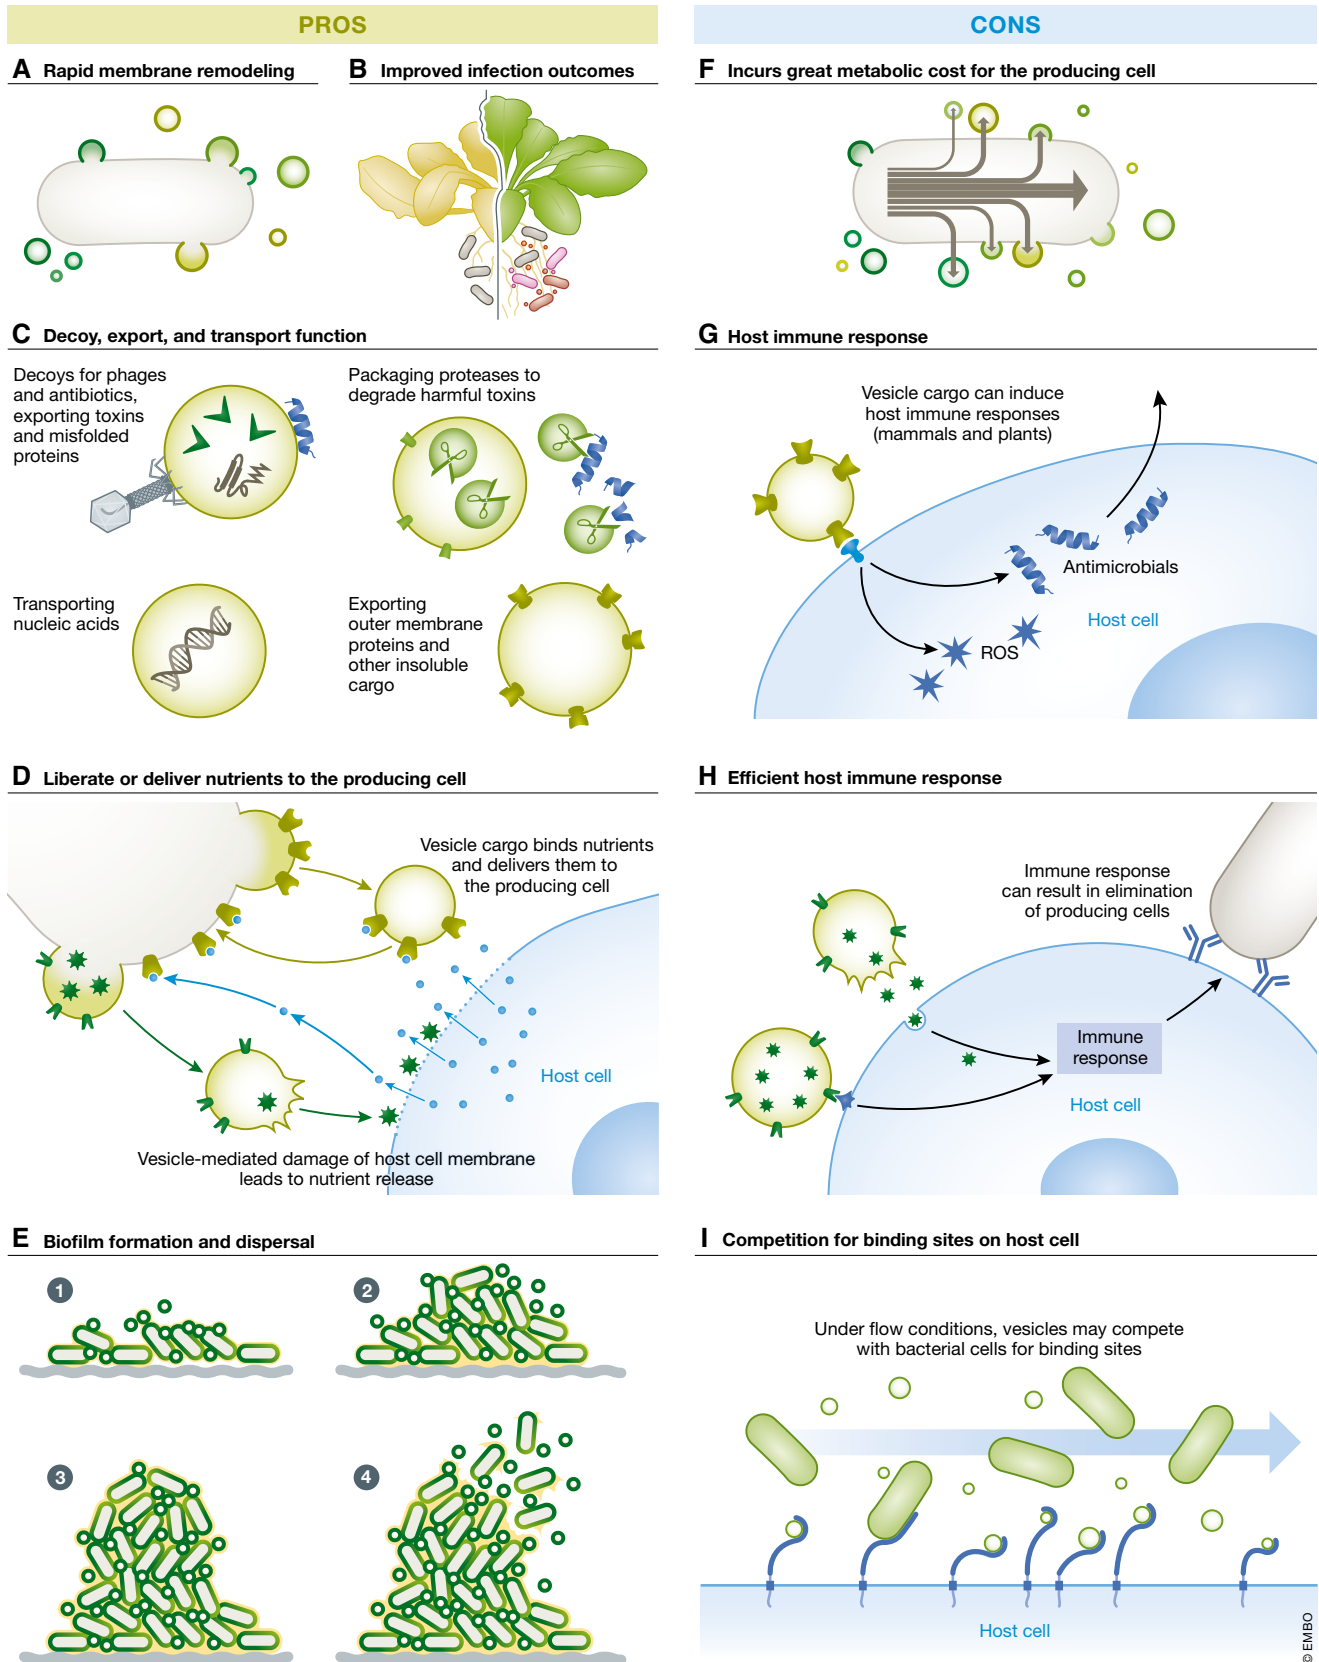 PROS
A Rapid membrane remodeling
B Improved infection outcomes
C Decoy, export, and transport function
Decoys for phages
and antibiotics,
exporting toxins
and misfolded
proteins
Packaging proteases to
degrade harmful toxins
Transporting
nucleic acids
Exporting
outer membrane
proteins and
other insoluble
cargo
D Liberate or deliver nutrients to the producing cell
Vesicle cargo binds nutrients
and delivers them to
the producing cell
Host cell
Vesicle-mediated damage of host cell membrane
leads to nutrient release
E Biofilm formation and dispersal
1
2
3
4
CONS
F Incurs great metabolic cost for the producing cell
G Host immune response
Vesicle cargo can induce
host immune responses
(mammals and plants)
Antimicrobials
Host cell
ROS
H Efficient host immune response
Immune response
can result in elimination
of producing cells
Immune
response
Host cell
I Competition for binding sites on host cell
Under flow conditions, vesicles may compete
with bacterial cells for binding sites
Host cell
© EMBO